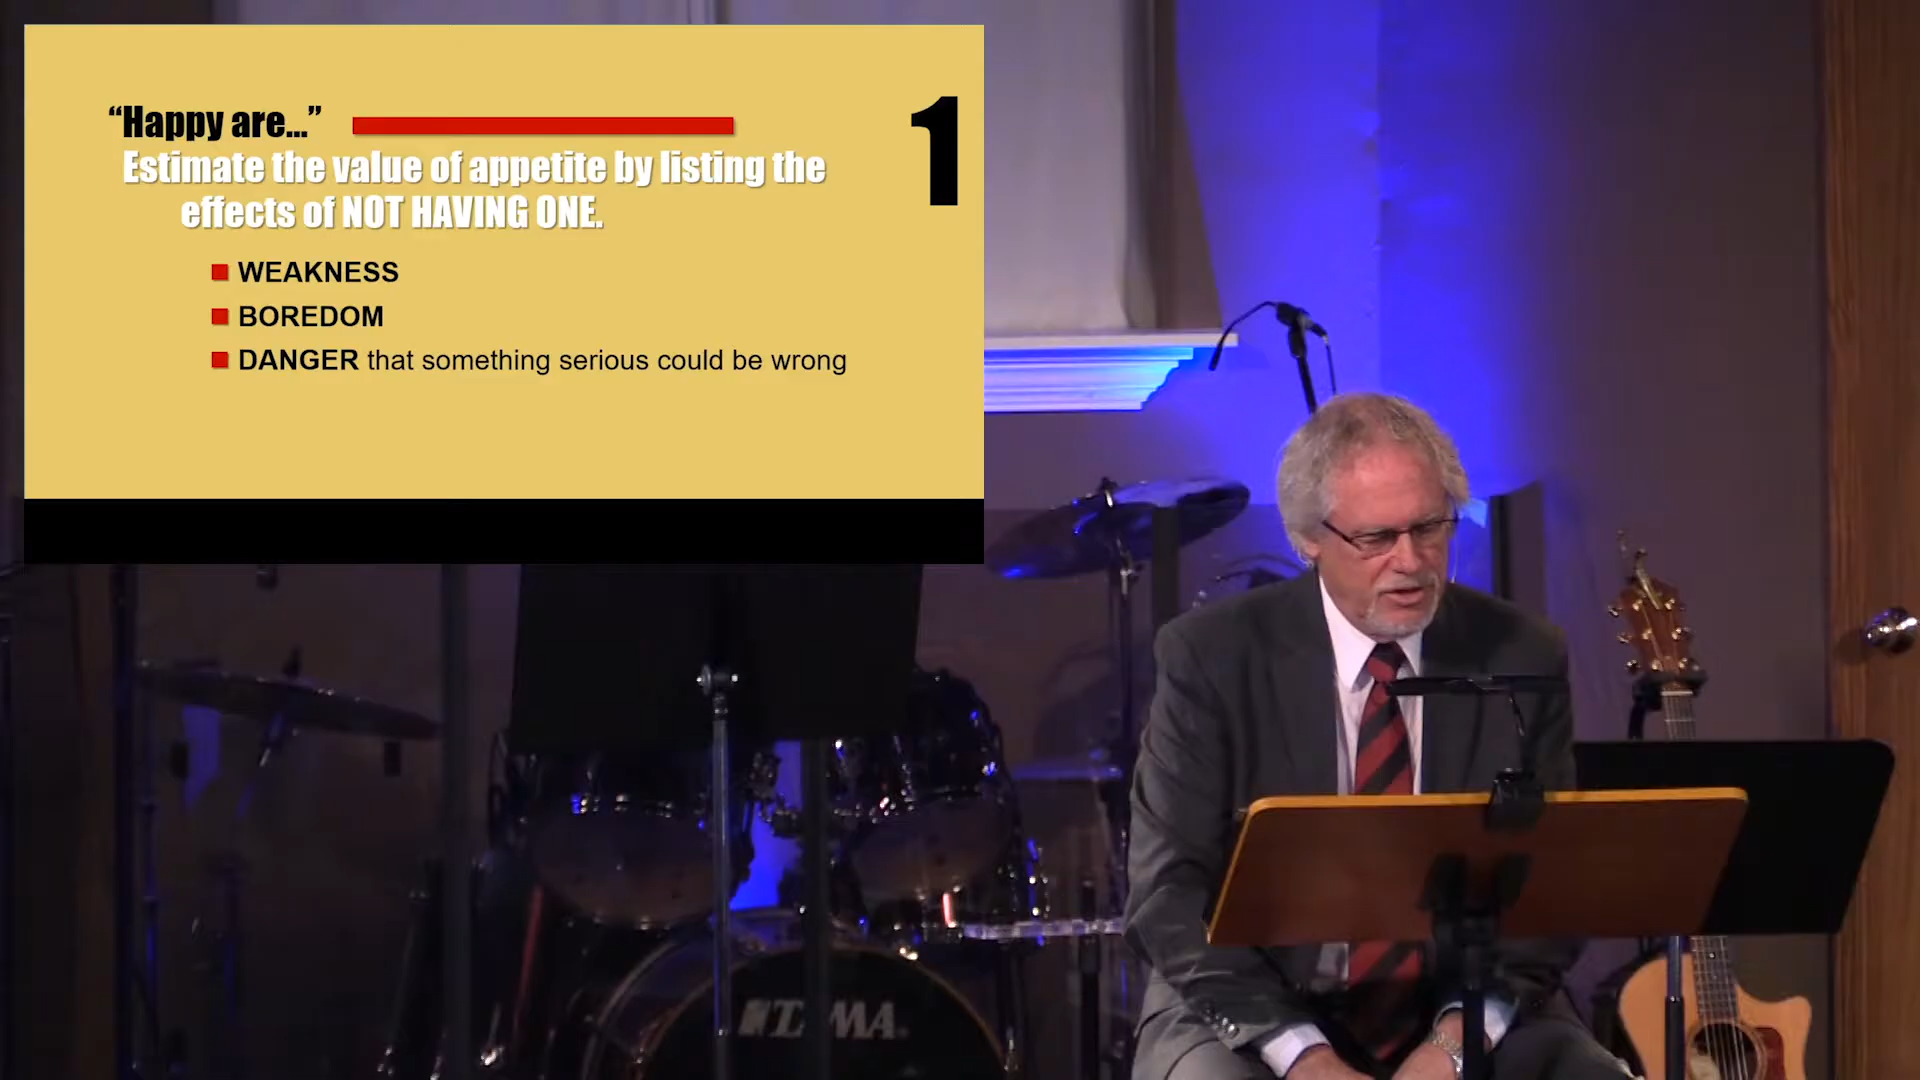 “Happy are...”
1
Estimate the value of appetite by listing the
effects of NOT HAVING ONE.
WEAKNESS
BOREDOM
DANGER that something serious could be wrong
TAMA